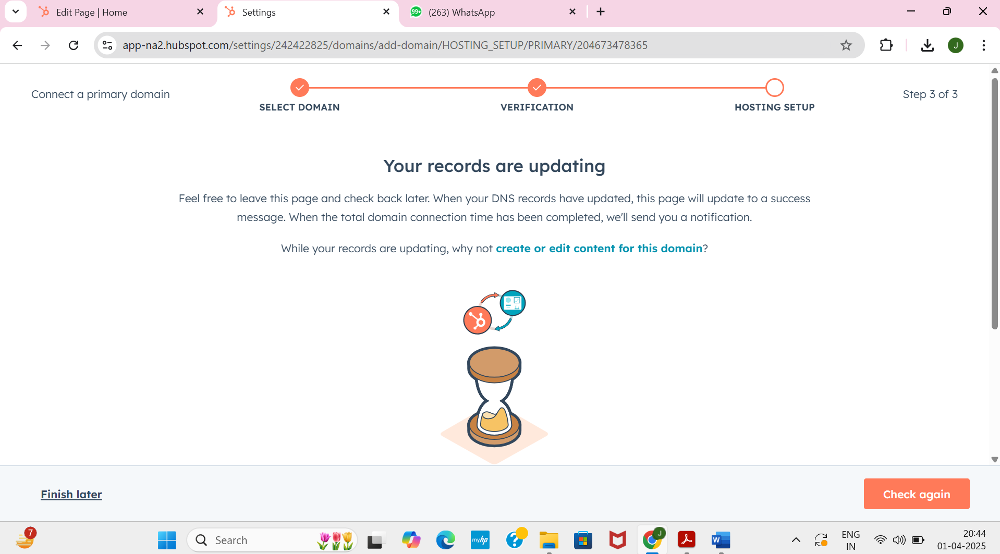 Edit Page | Home
Settings
99+
(263) WhatsApp
app-na2.hubspot.com/settings/242422825/domains/add-domain/HOSTING_SETUP/PRIMARY/204673478365
J
Connect a primary domain
SELECT DOMAIN
VERIFICATION
HOSTING SETUP
Step 3 of 3
Your records are updating
Feel free to leave this page and check back later. When your DNS records have updated, this page will update to a success
message. When the total domain connection time has been completed, we'll send you a notification.
While your records are updating, why not create or edit content for this domain?
Finish later
Check again
7
Search
myhp
J
W
ENG
IN
20:44
01-04-2025